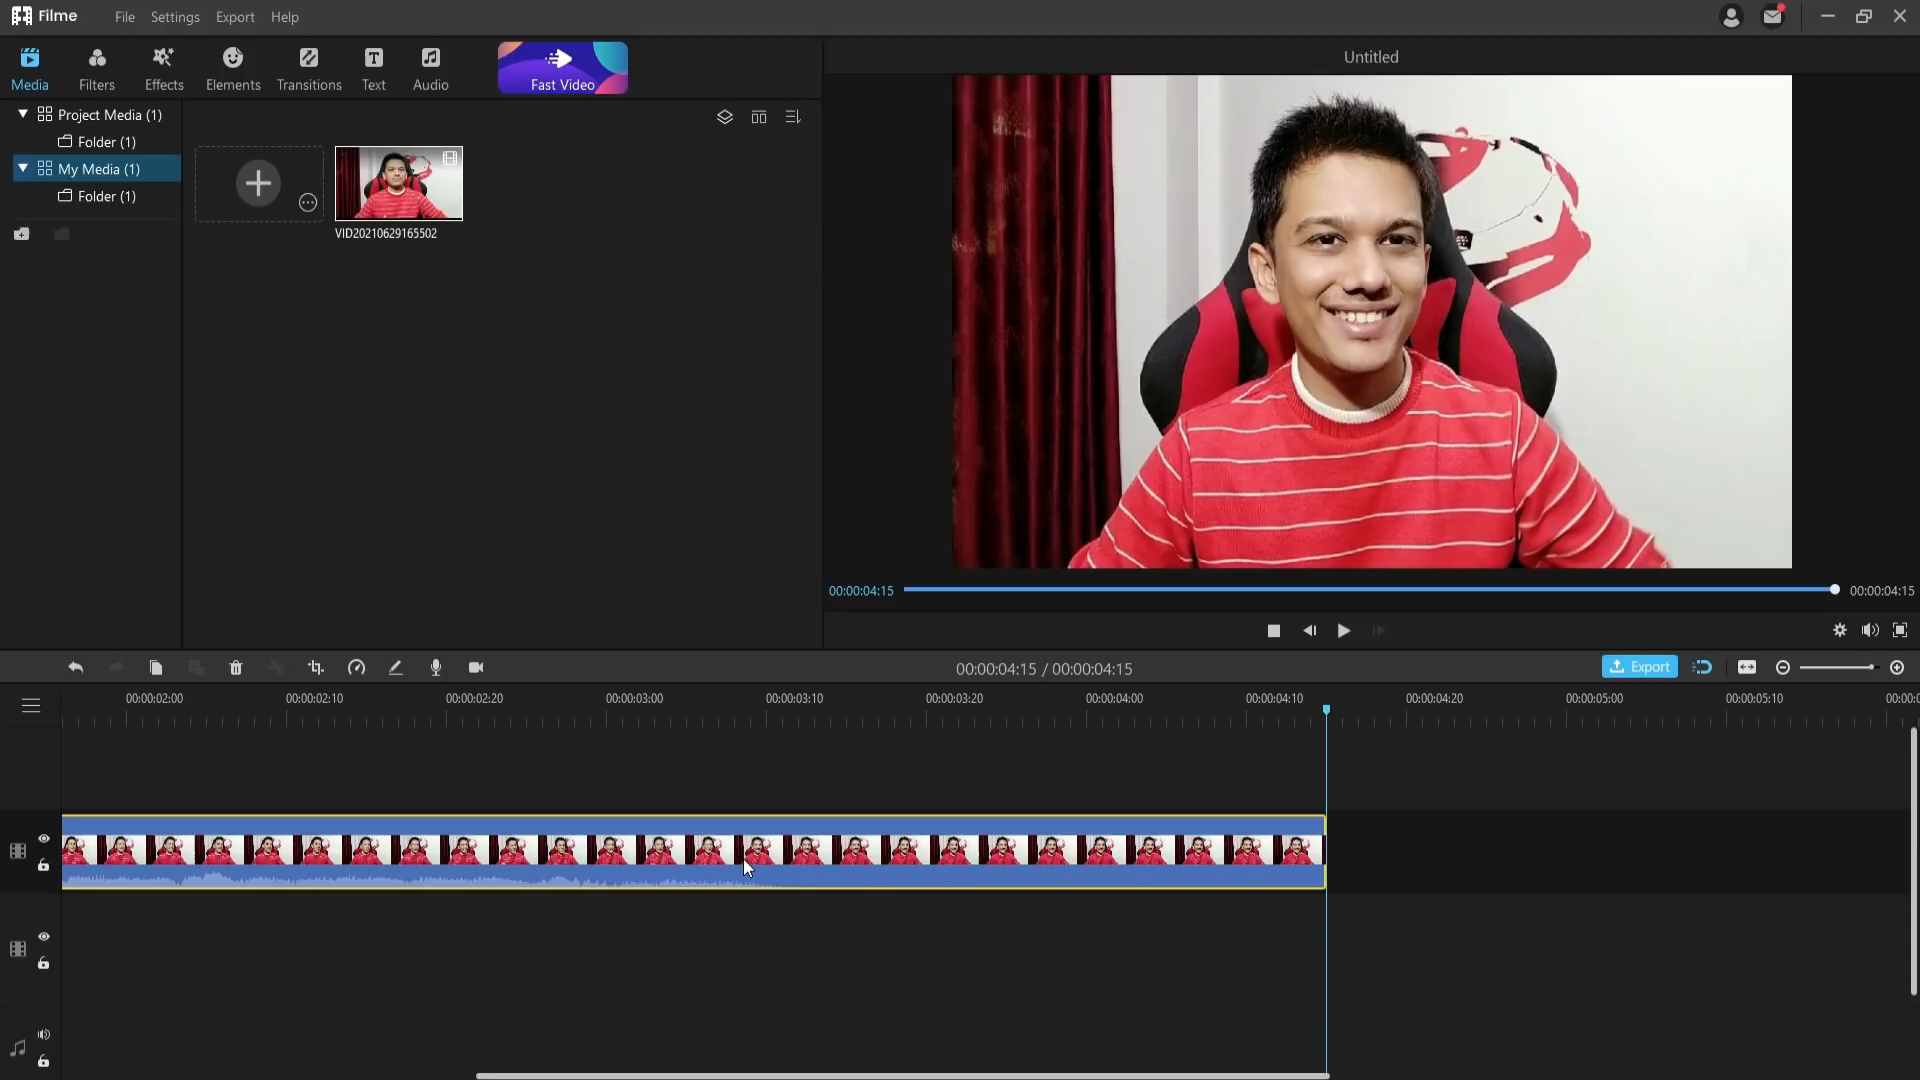 Filme
File Settings Export Help
Media Filters Effects Elements Transitions Text Audio Fast Video
Untitled
Project Media (1)
Folder (1)
My Media (1)
Folder (1)
VID20210629165502
00:00:04:15 00:00:04:15
00:00:04:15 / 00:00:04:15 Export
00:00:02:00 00:00:02:10 00:00:02:20 00:00:03:00 00:00:03:10 00:00:03:20 00:00:04:00 00:00:04:10 00:00:04:20 00:00:05:00 00:00:05:10 00:00:0